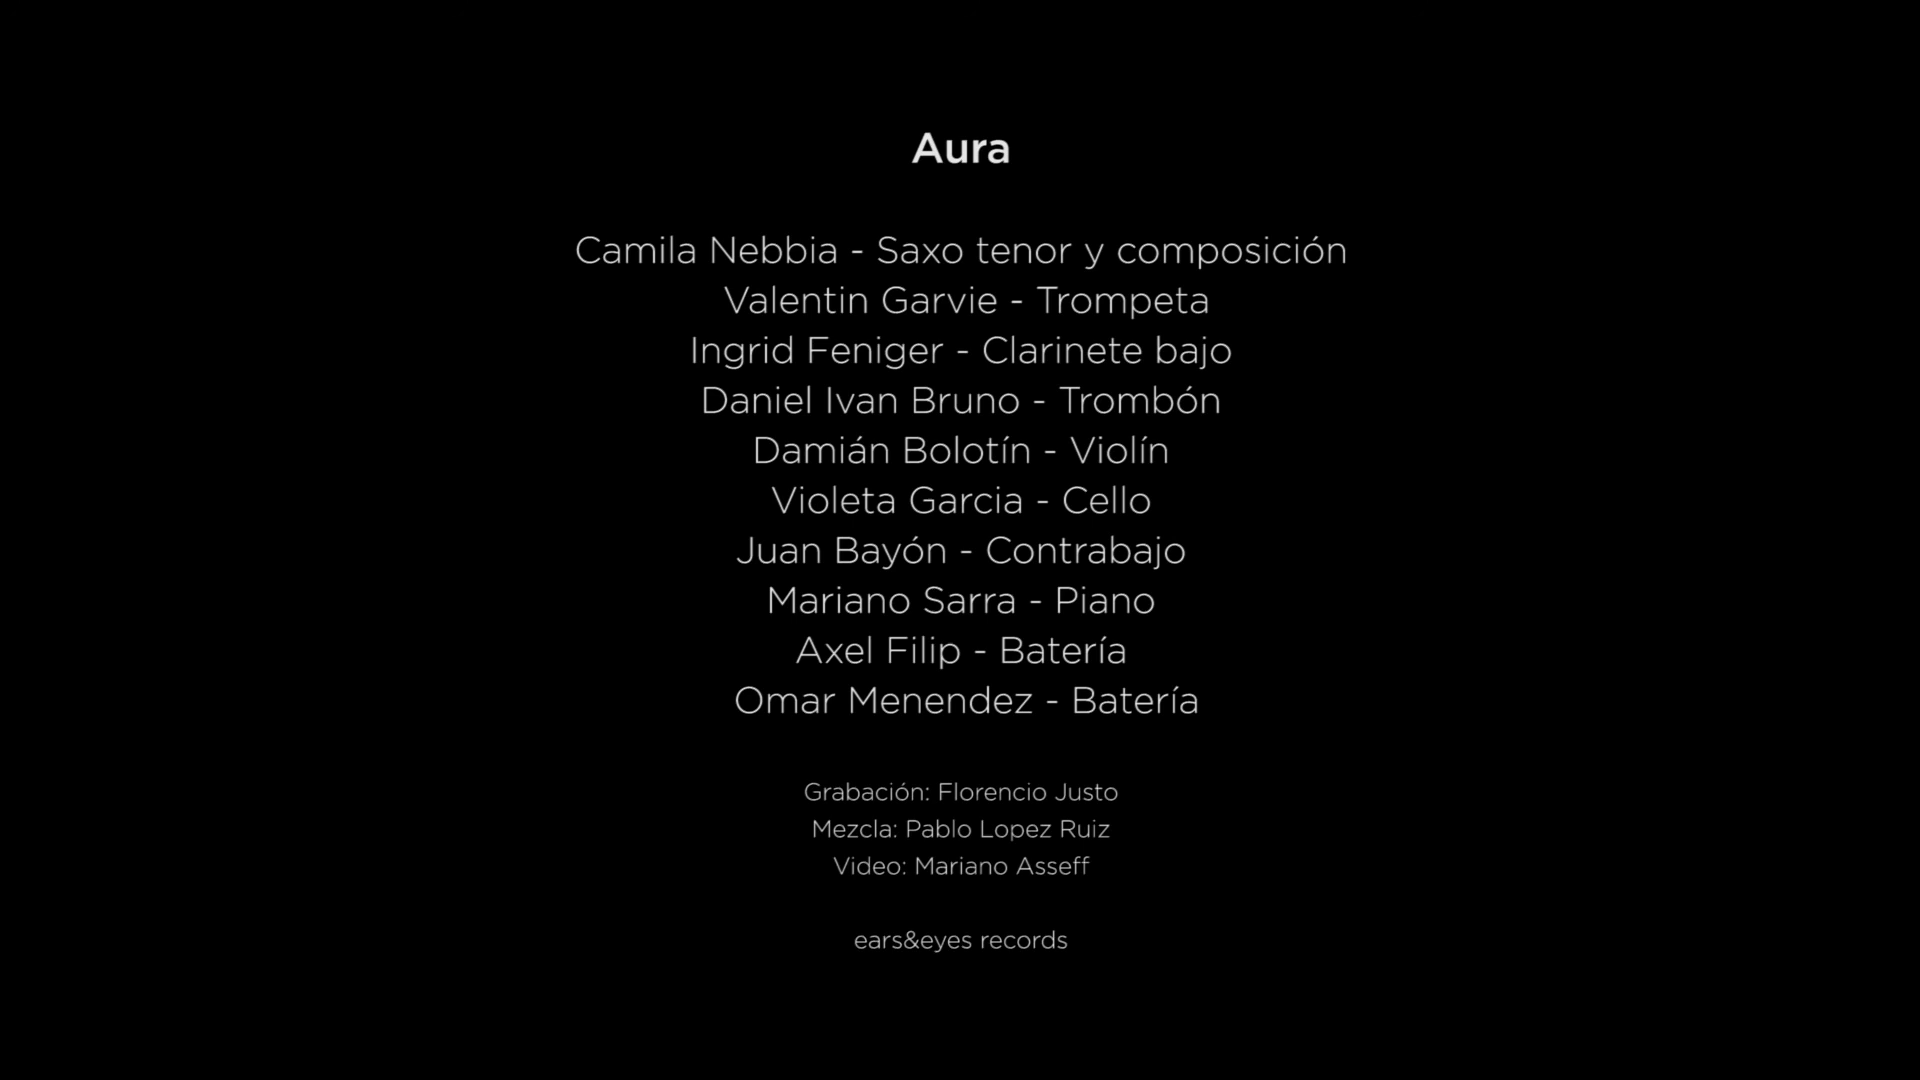 Aura
Camila Nebbia - Saxo tenor y composición
Valentin Garvie - Trompeta
Ingrid Feniger - Clarinete bajo
Daniel Ivan Bruno - Trombón
Damián Bolotín - Violín
Violeta Garcia - Cello
Juan Bayón - Contrabajo
Mariano Sarra - Piano
Axel Filip - Batería
Omar Menendez - Batería
Grabación: Florencio Justo
Mezcla: Pablo Lopez Ruiz
Video: Mariano Asseff
ears&eyes records